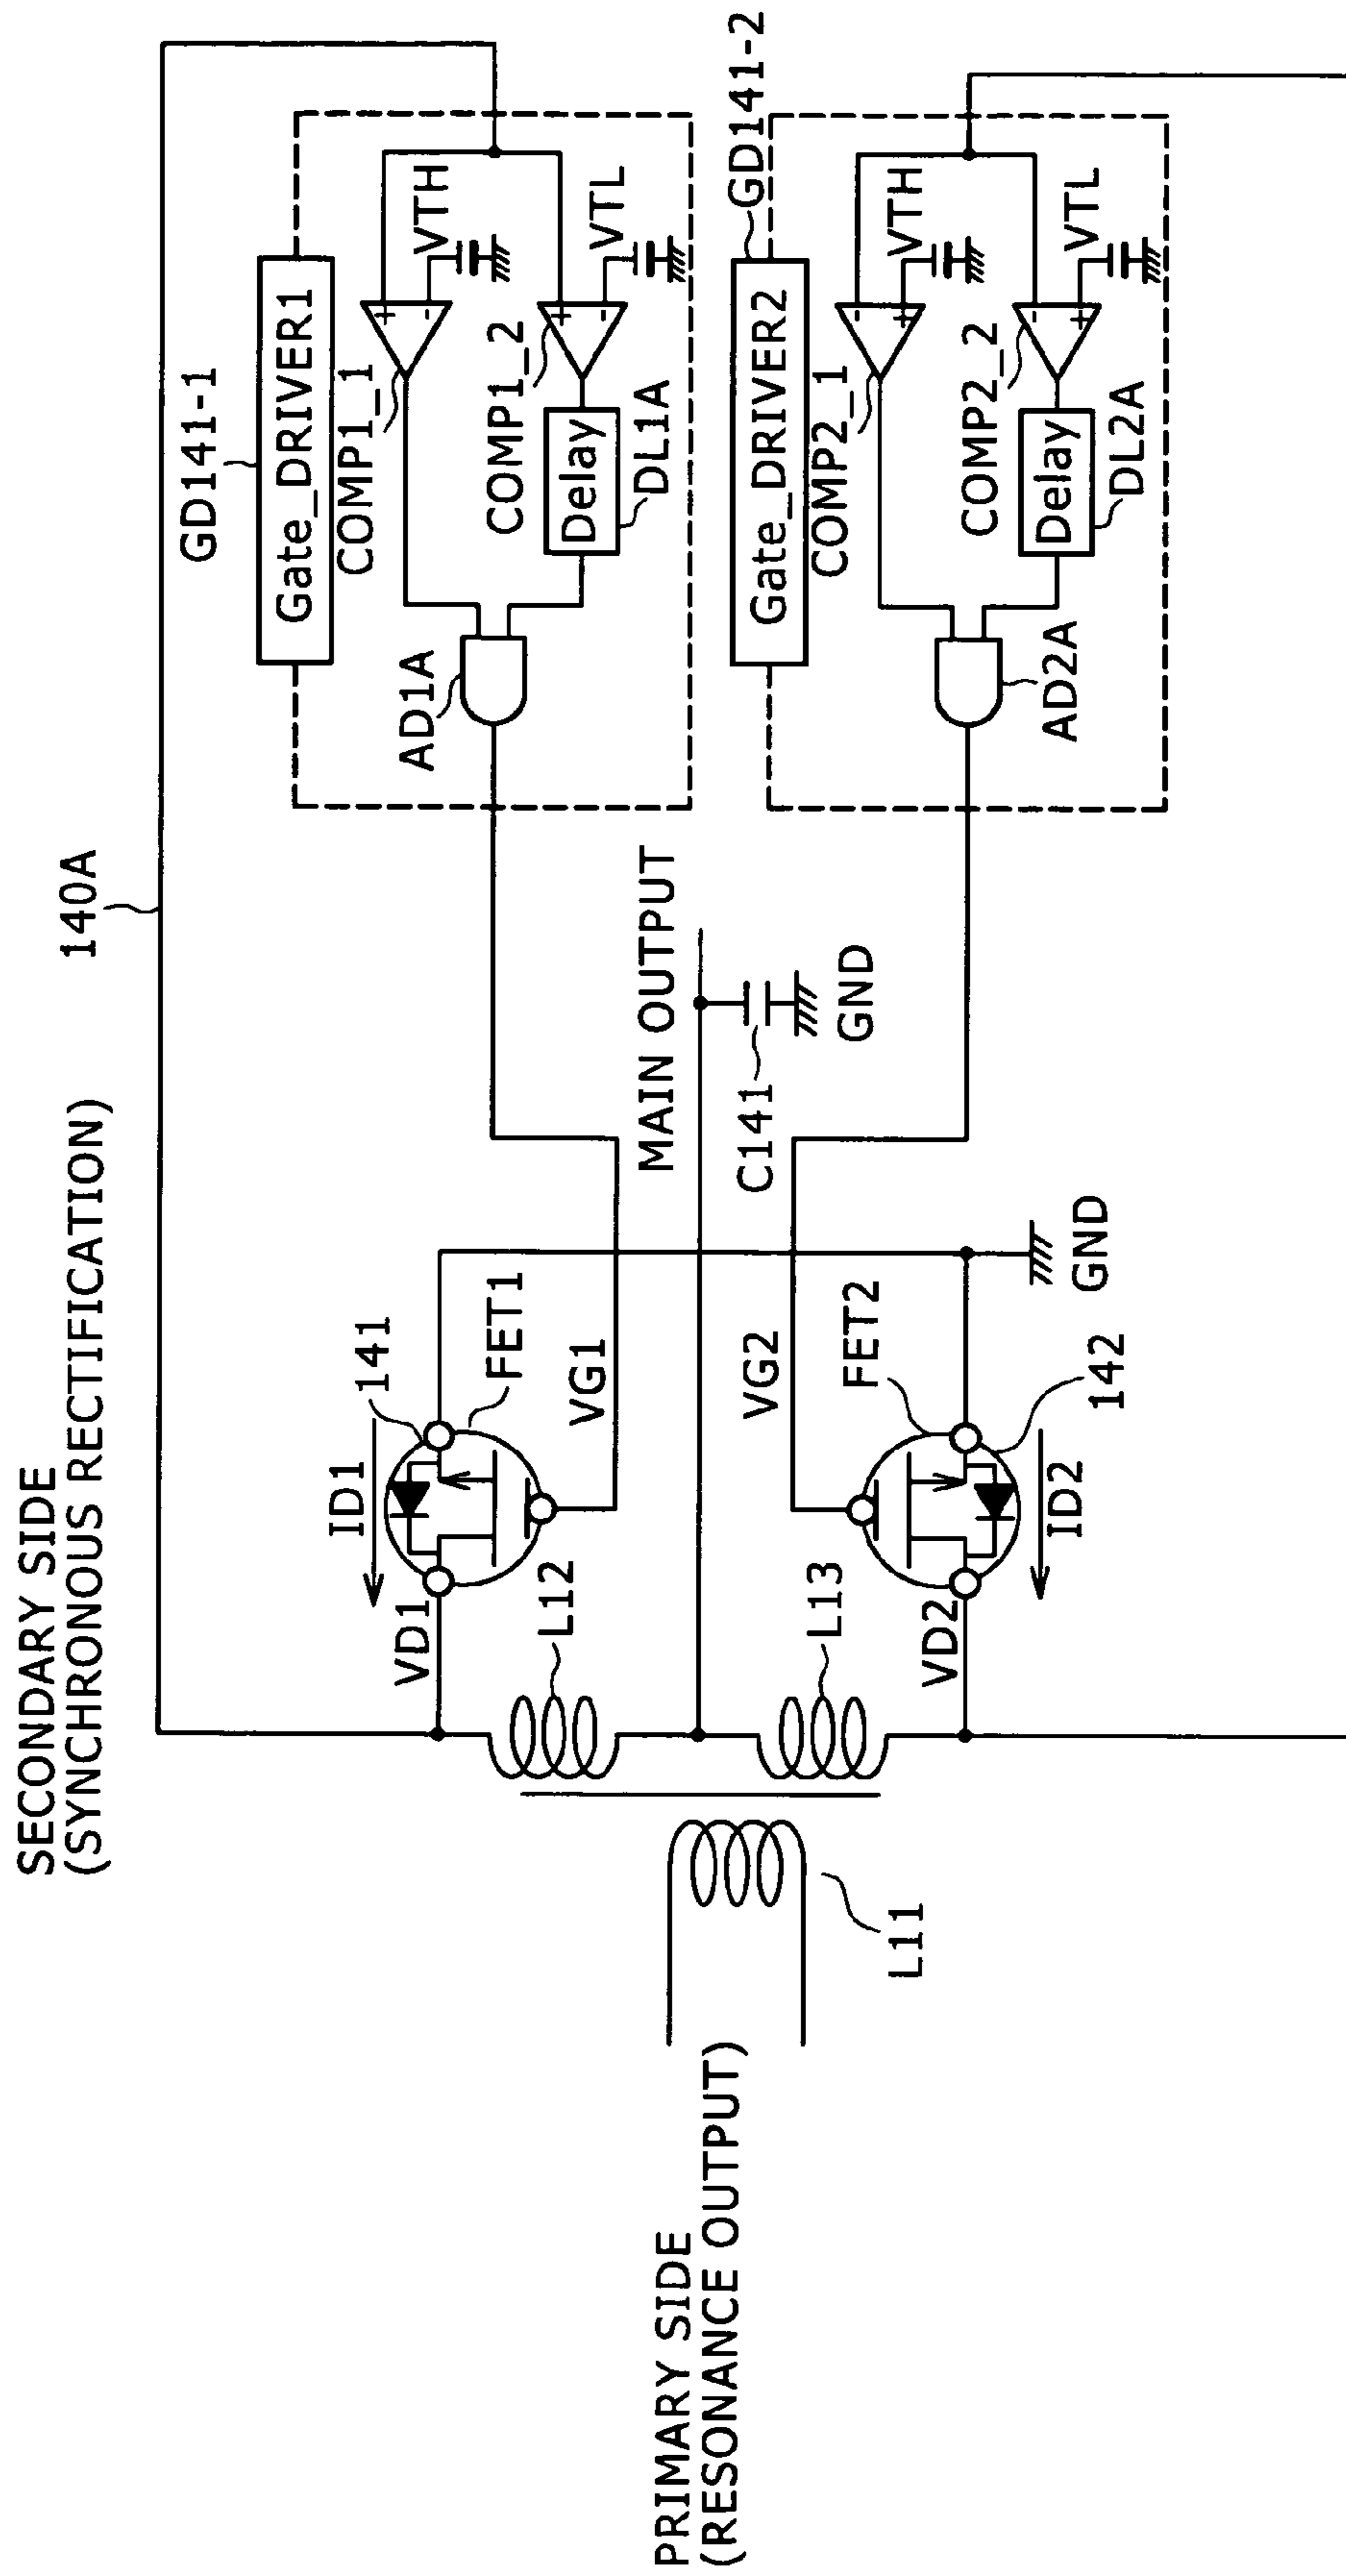 SECONDARY SIDE
(SYNCHRONOUS RECTIFICATION)
140A
GD141-1
Gate_DRIVER1
COMP1_1
+
-
VTH
COMP1_2
+
-
VTL
Delay
DL1A
AD1A
GD141-2
Gate_DRIVER2
COMP2_1
-
+
VTH
COMP2_2
-
+
VTL
Delay
DL2A
AD2A
ID1
141
FET1
VD1
VG1
L12
MAIN OUTPUT
C141
GND
VG2
FET2
L13
VD2
142
ID2
GND
L11
PRIMARY SIDE
(RESONANCE OUTPUT)